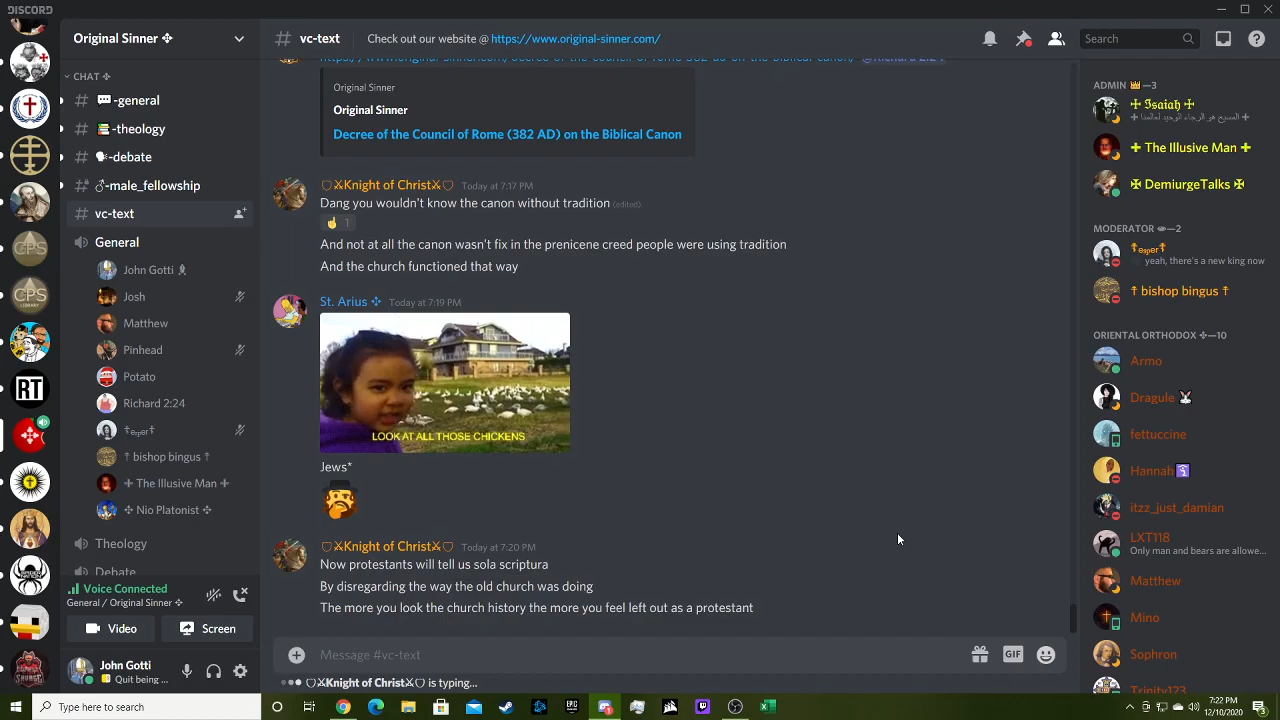 DISCORD
Original Sinner
# vc-text
Check out our website @ https://www.original-sinner.com/
Search
CHAT
-general
-theology
-debate
-male_fellowship
# vc-text
General
John Gotti
Josh
Matthew
Pinhead
Potato
Richard 2:24
† bishop bingus †
The Illusive Man
Nio Platonist
Theology
Debate
Voice Connected
General / Original Sinner
Video
Screen
John Gotti
Quit being ...
Original Sinner
Original Sinner
Decree of the Council of Rome (382 AD) on the Biblical Canon
Knight of Christ Today at 7:17 PM
Dang you wouldn't know the canon without tradition (edited)
1
And not at all the canon wasn't fix in the prenicene creed people were using tradition
And the church functioned that way
St. Arius Today at 7:19 PM
LOOK AT ALL THOSE CHICKENS
Jews*
Knight of Christ Today at 7:20 PM
Now protestants will tell us sola scriptura
By disregarding the way the old church was doing
The more you look the church history the more you feel left out as a protestant
Message #vc-text
GIF
Knight of Christ is typing...
ADMIN —3
Isaiah
The Illusive Man
DemiurgeTalks
MODERATOR —2
yeah, there's a new king now
† bishop bingus †
ORIENTAL ORTHODOX —10
Armo
Dragule
fettuccine
Hannah
itzz_just_damian
LXT118
Only man and bears are allowe...
Matthew
Mino
Sophron
Trinity123
CPS
CPS
LIBRARY
RT
Type here to search
7:22 PM
12/10/2020